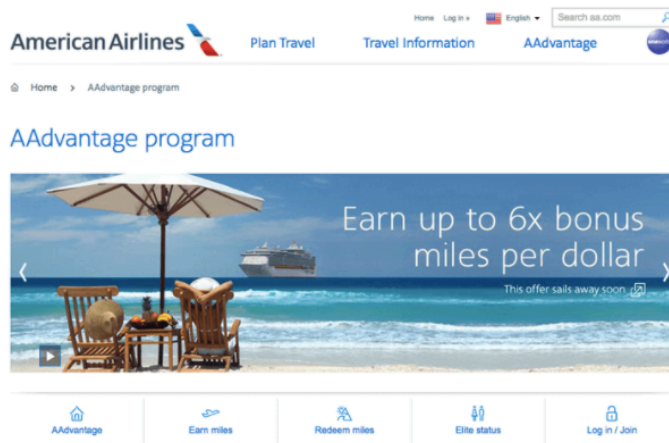 Home Log in » English Search aa.com
American Airlines Plan Travel Travel Information AAdvantage
Home > AAdvantage program
AAdvantage program
Earn up to 6x bonus
miles per dollar
This offer sails away soon
AAdvantage Earn miles Redeem miles Elite status Log in / Join